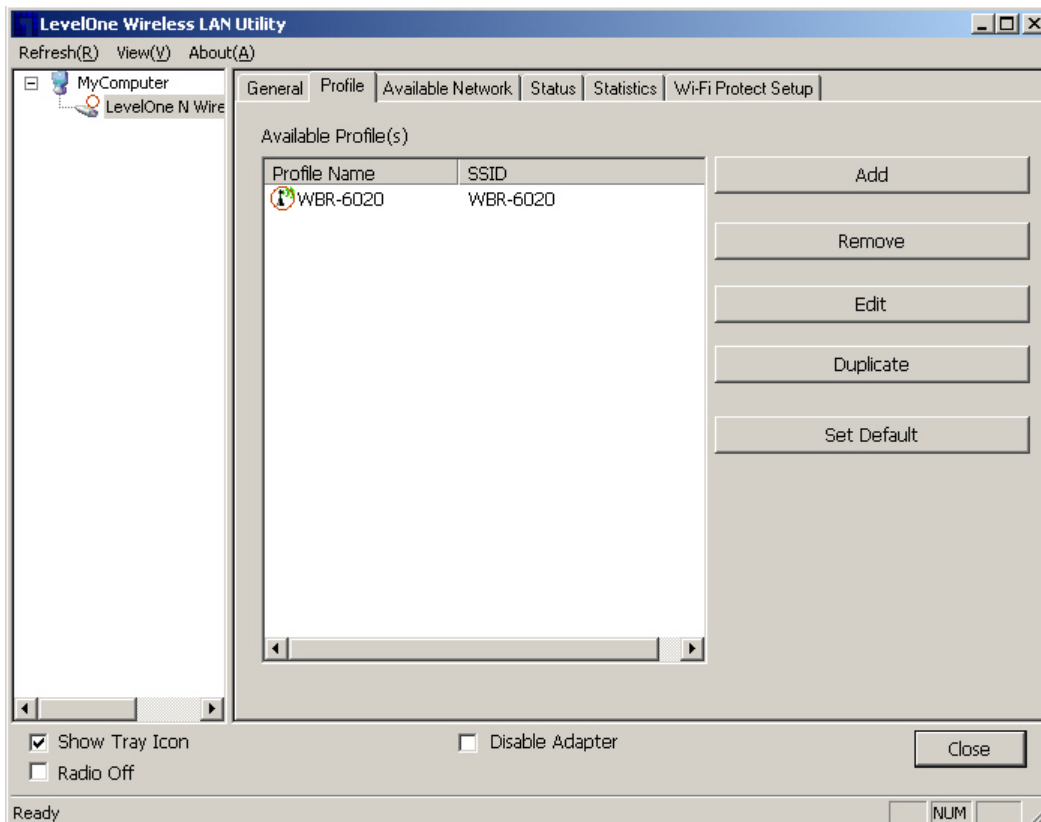 LevelOne Wireless LAN Utility
Refresh(R) View(V) About(A)
MyComputer
LevelOne N Wire
General Profile Available Network Status Statistics Wi-Fi Protect Setup
Available Profile(s)
Profile Name SSID
WBR-6020 WBR-6020
Add
Remove
Edit
Duplicate
Set Default
Show Tray Icon
Disable Adapter
Radio Off
Close
Ready
NUM